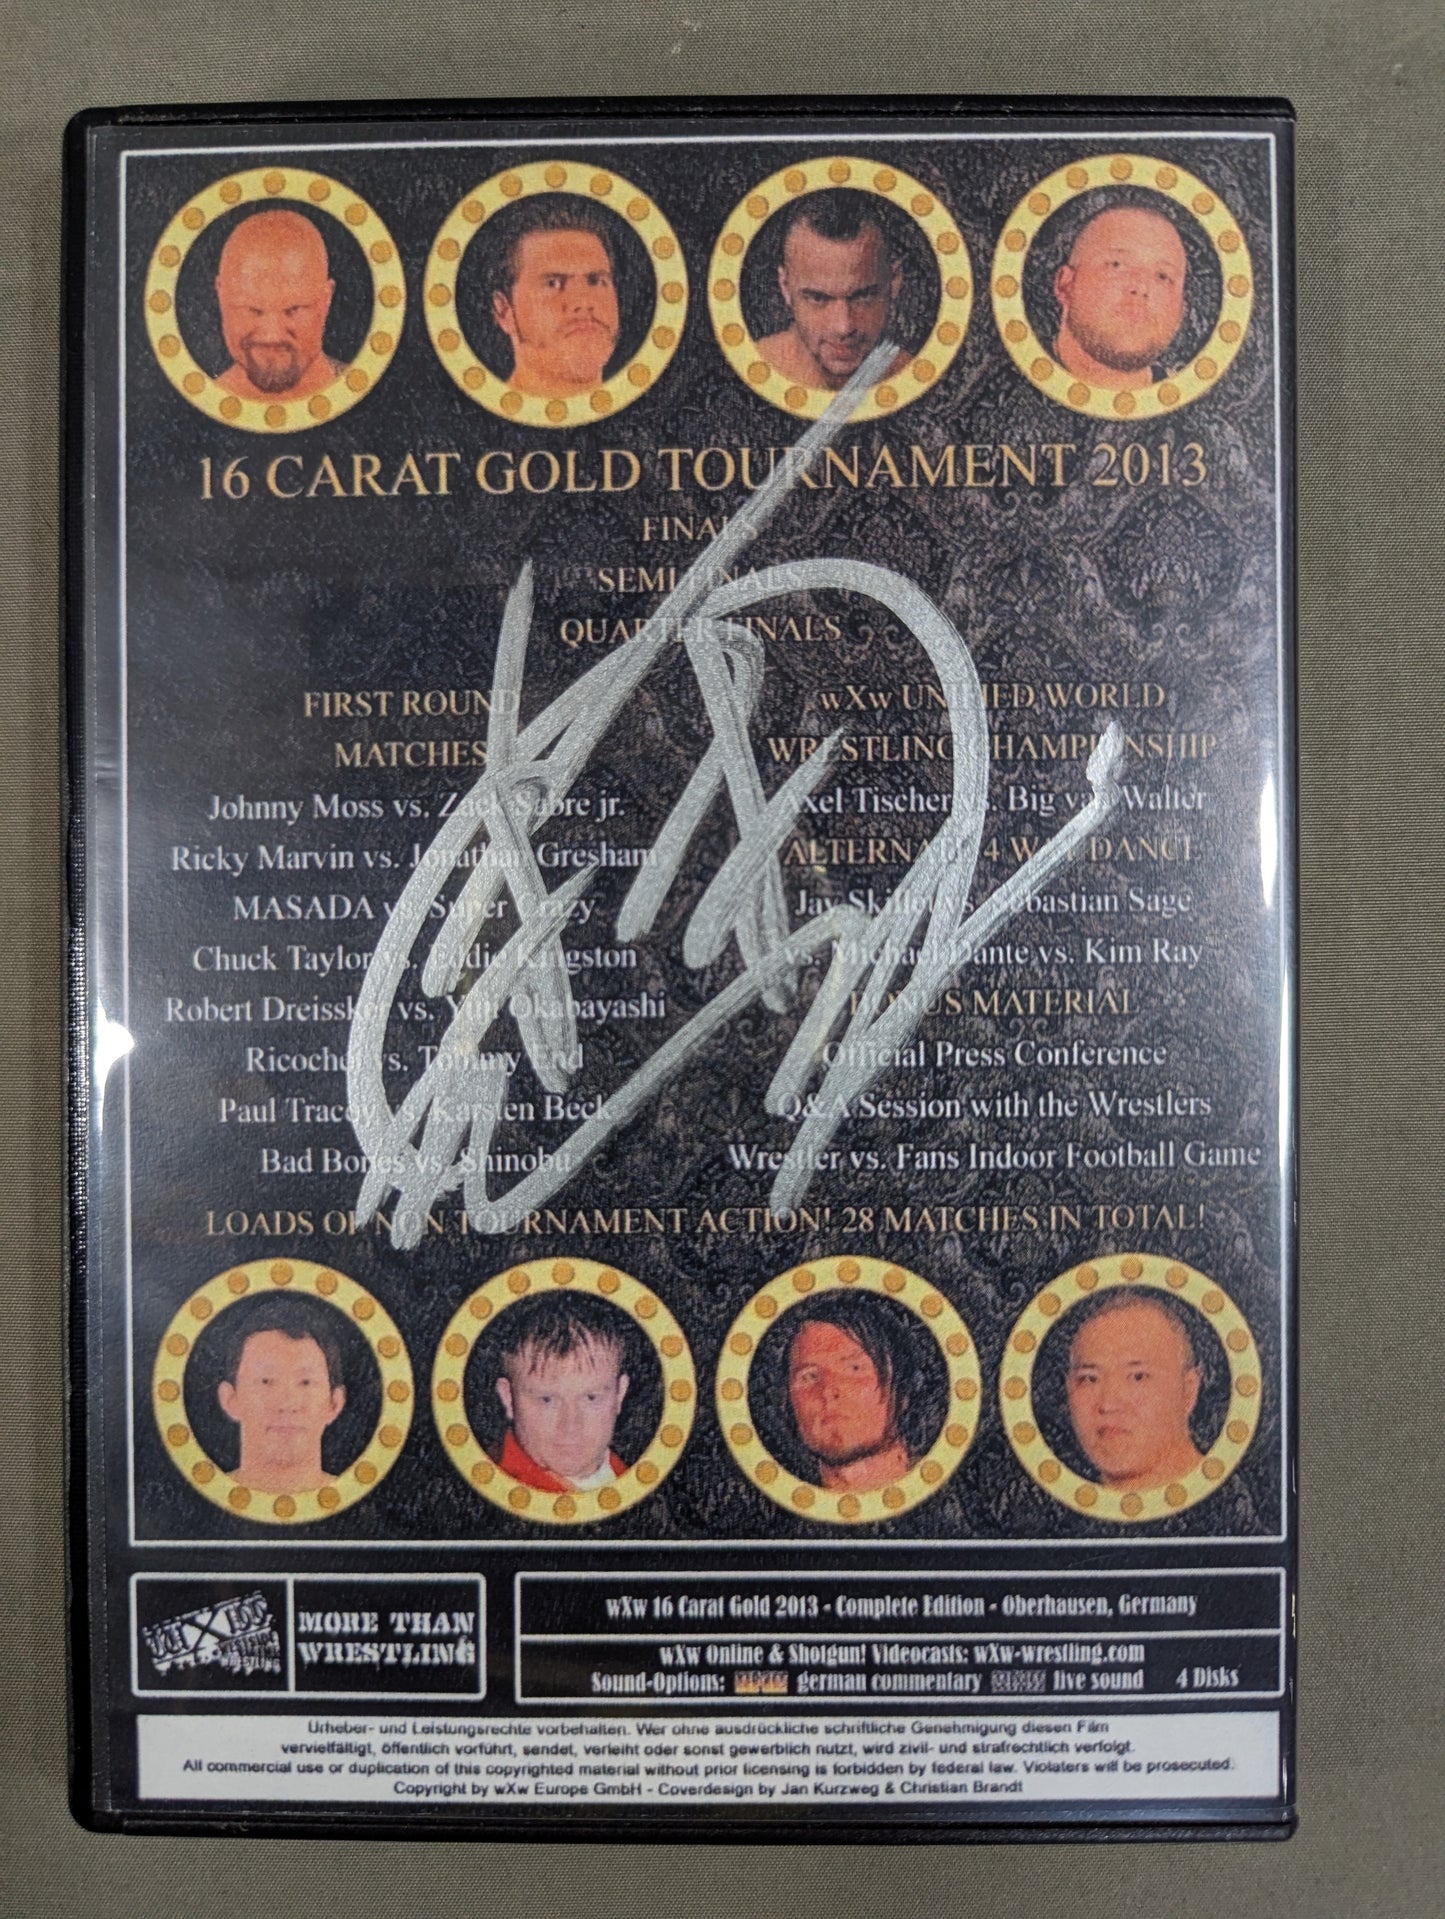 16 CARAT GOLD TOURNAMENT 2013
FINALS
SEMI FINALS
QUARTER FINALS
FIRST ROUND
MATCHES
Johnny Moss vs. Zack Sabre jr.
Ricky Marvin vs. Jonathan Gresham
MASADA vs. Super Crazy
Chuck Taylor vs. Eddie Kingston
Robert Dreissker vs. Yuji Okabayashi
Ricochet vs. Tommy End
Paul Tracey vs. Karsten Beck
Bad Bones vs. Shinobu
wXw UNIFIED WORLD
WRESTLING CHAMPIONSHIP
Axel Tischer vs. Big van Walter
ALTERNATE 4 WAY DANCE
Jay Skillet vs. Sebastian Sage
vs. Michael Dante vs. Kim Ray
BONUS MATERIAL
Official Press Conference
Q&A Session with the Wrestlers
Wrestler vs. Fans Indoor Football Game
LOADS OF NON TOURNAMENT ACTION! 28 MATCHES IN TOTAL!
MORE THAN
WRESTLING
wXw 16 Carat Gold 2013 - Complete Edition - Oberhausen, Germany
wXw Online & Shotgun! Videocasts: wXw-wrestling.com
Sound-Options: german commentary live sound 4 Disks
Urheber- und Leistungsrechte vorbehalten. Wer ohne ausdrückliche schriftliche Genehmigung diesen Film
vervielfältigt, öffentlich vorführt, sendet, verleiht oder sonst gewerblich nutzt, wird zivil- und strafrechtlich verfolgt.
All commercial use or duplication of this copyrighted material without prior licensing is forbidden by federal law. Violaters will be prosecuted.
Copyright by wXw Europe GmbH - Coverdesign by Jan Kurzweg & Christian Brandt